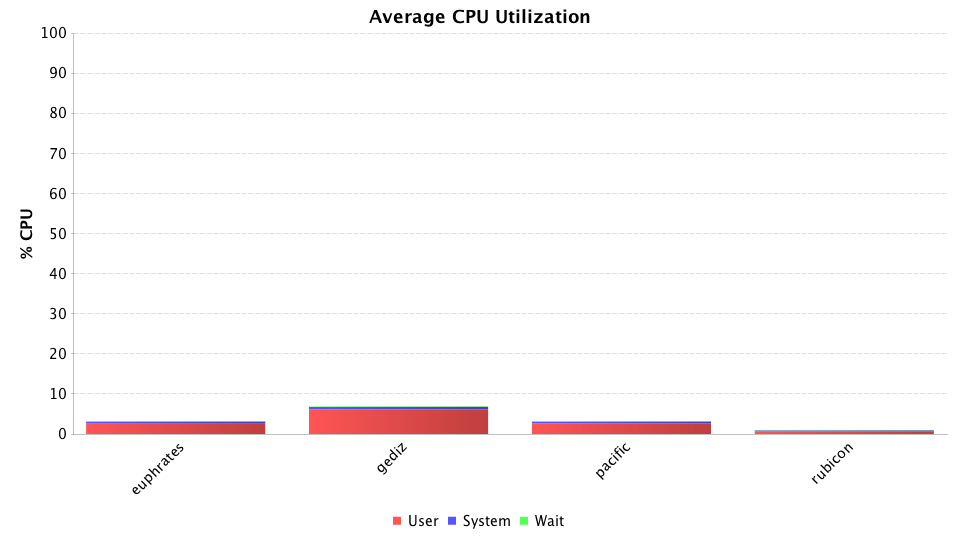 Average CPU Utilization
% CPU
100
90
80
70
60
50
40
30
20
10
0
euphrates
gediz
pacific
rubicon
User System Wait